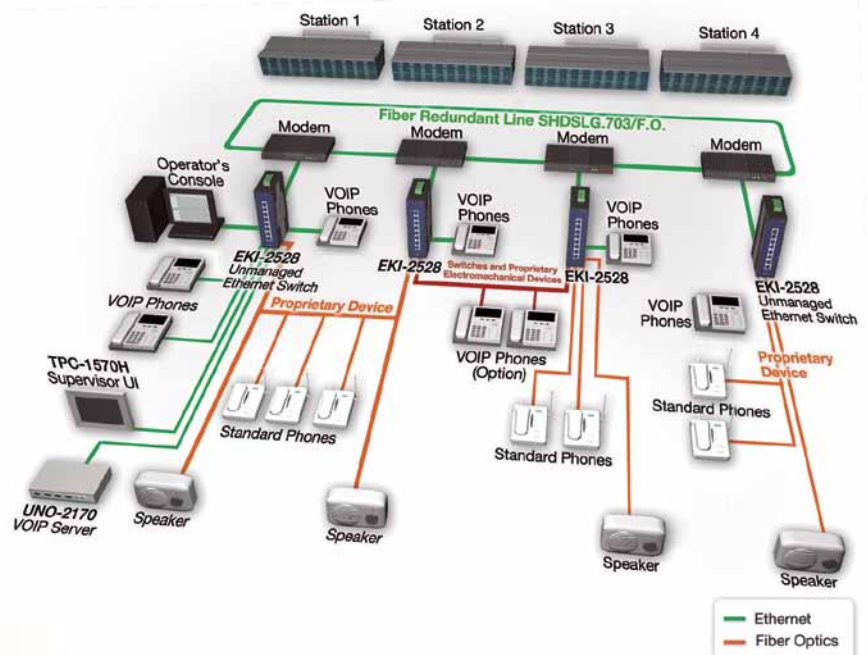 Station 1
Station 2
Station 3
Station 4
Fiber Redundant Line SHDSLG.703/F.O.
Modem
Modem
Modem
Modem
Operator's
Console
VOIP
Phones
VOIP
Phones
VOIP
Phones
EKI-2528
Unmanaged
Ethernet Switch
EKI-2528
Switches and Proprietary
Electromechanical Devices
EKI-2528
EKI-2528
Unmanaged
Ethernet Switch
VOIP Phones
Proprietary Device
VOIP Phones
(Option)
VOIP
Phones
Proprietary
Device
TPC-1570H
Supervisor UI
Standard Phones
Standard Phones
Standard Phones
UNO-2170
VOIP Server
Speaker
Speaker
Speaker
Speaker
Ethernet
Fiber Optics